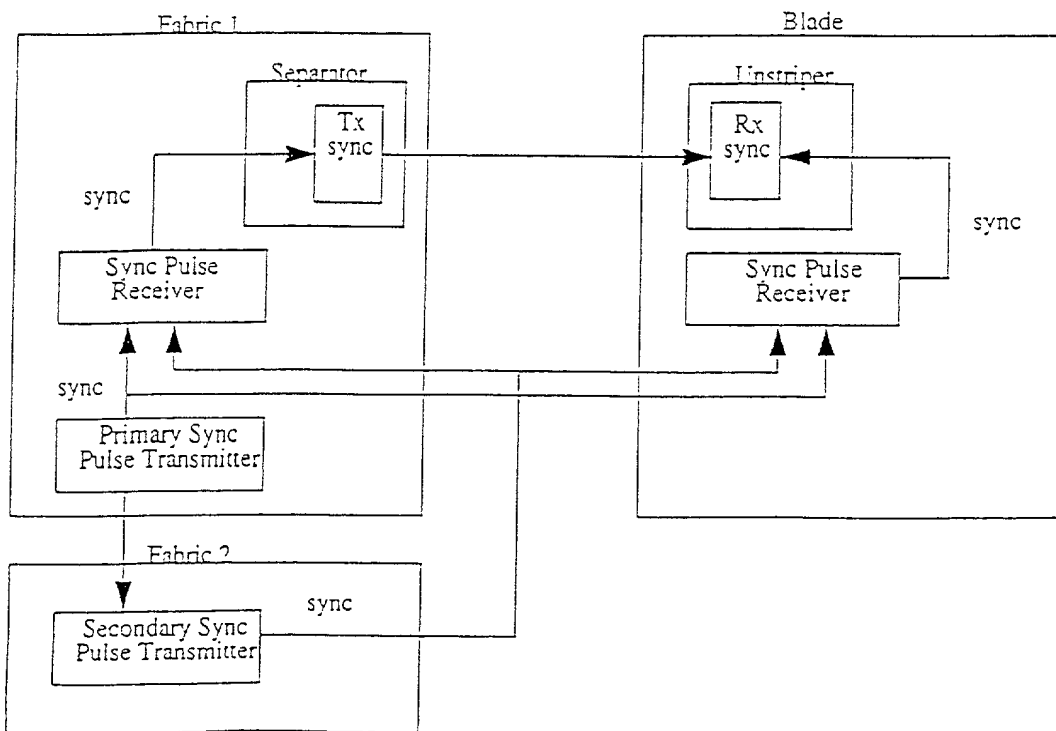 Fabric 1
Blade
Separator
Unstriper
Tx
sync
Rx
sync
sync
sync
Sync Pulse
Receiver
Sync Pulse
Receiver
sync
Primary Sync
Pulse Transmitter
Fabric 2
sync
Secondary Sync
Pulse Transmitter